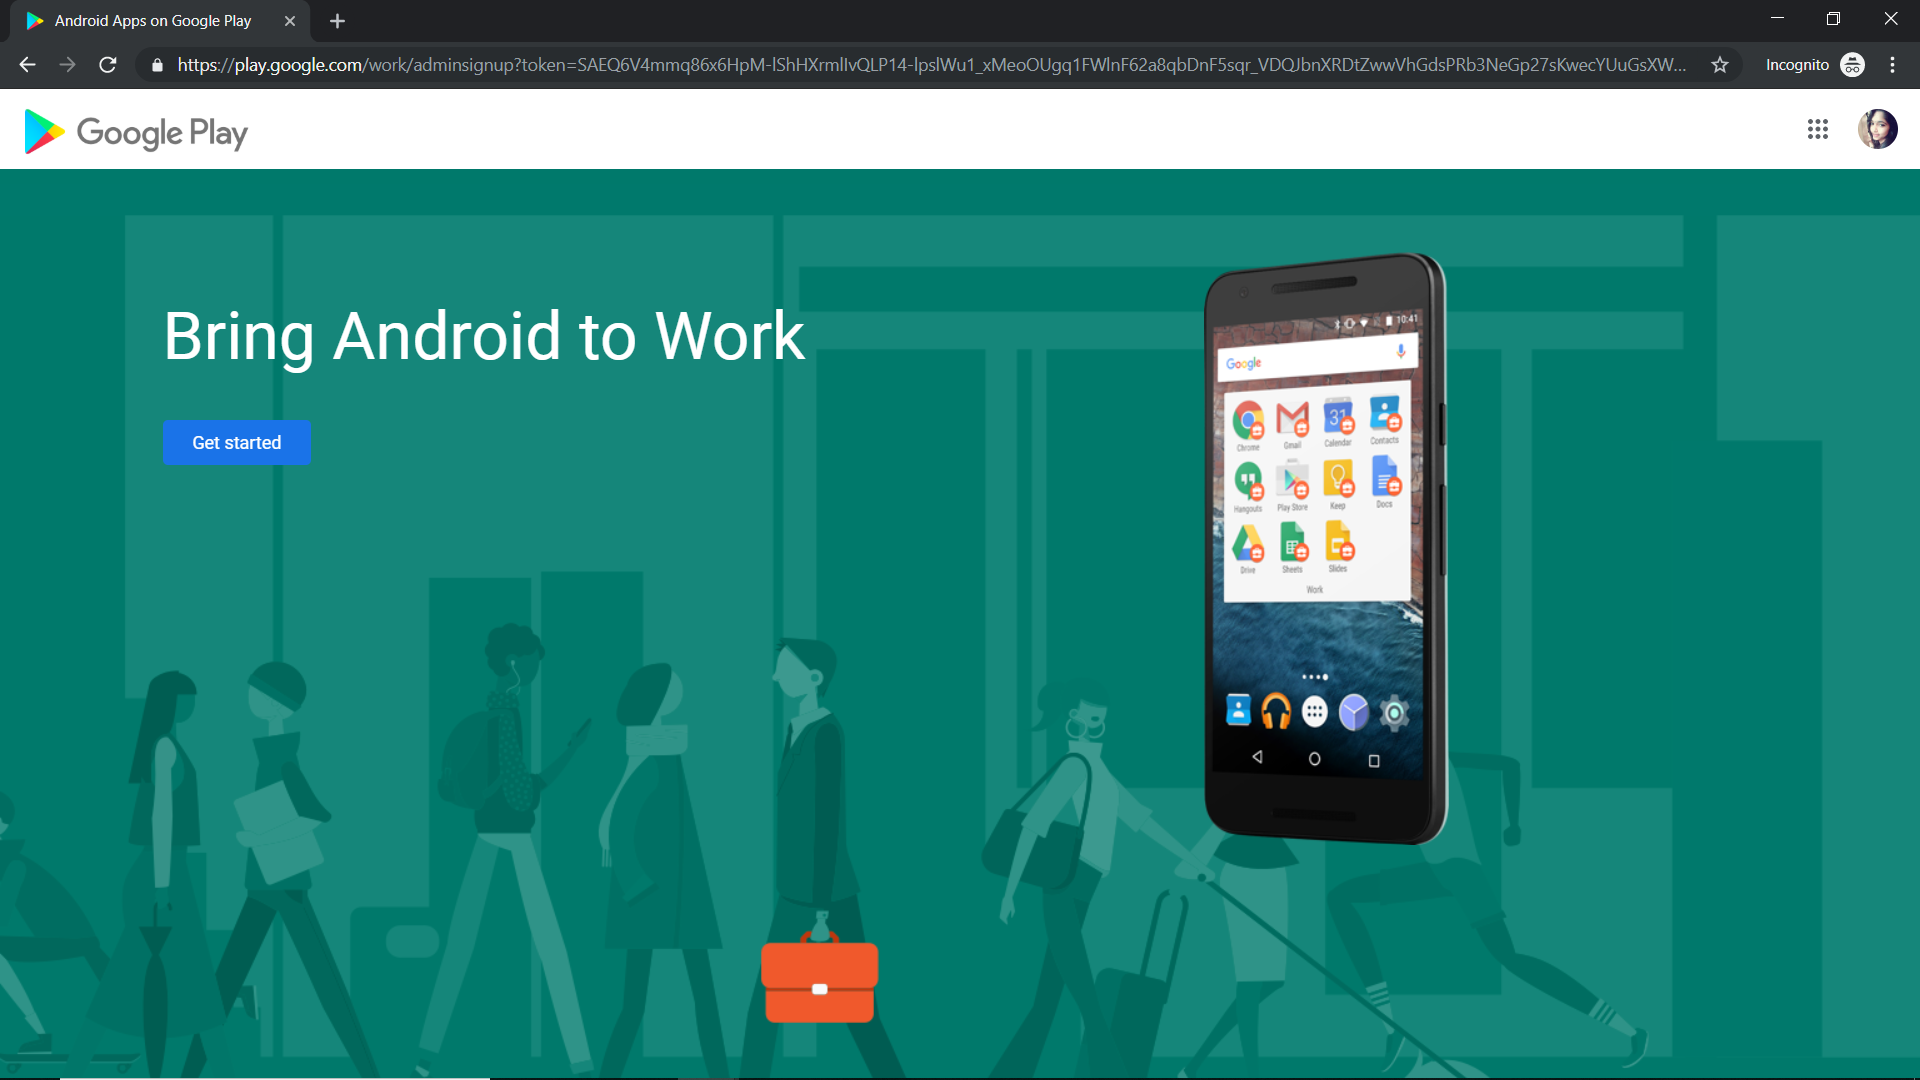 Android Apps on Google Play
https://play.google.com/work/adminsignup?token=SAEQ6V4mmq86x6HpM-lShHXrmlIvQLP14-lpslWu1_xMeoOUgq1FWlnF62a8qbDnF5sqr_VDQJbnXRDtZwwVhGdsPRb3NeGp27sKwecYUuGsXW...
Incognito
Google Play
Bring Android to Work
Get started
10:41
Google
31
Chrome Gmail Calendar Contacts
Hangouts Play Store Keep Docs
Drive Sheets Slides
Work